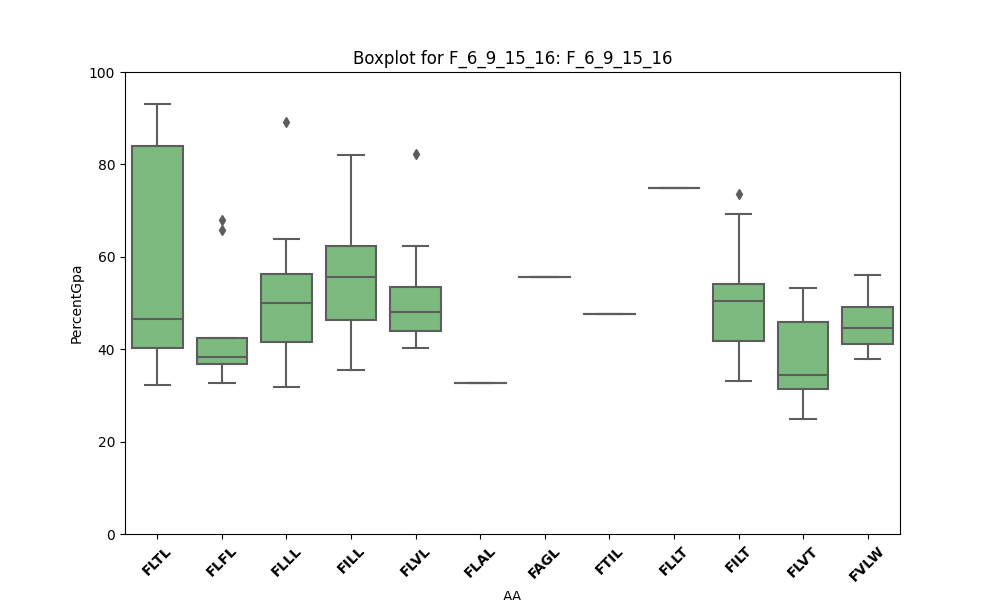 Boxplot for F_6_9_15_16: F_6_9_15_16
100
80
60
40
20
0
PercentGpa
FLTL FLFL FLLL FILL FLVL FLAL FAGL FTIL FLLT FILT FLVT FVLW
AA